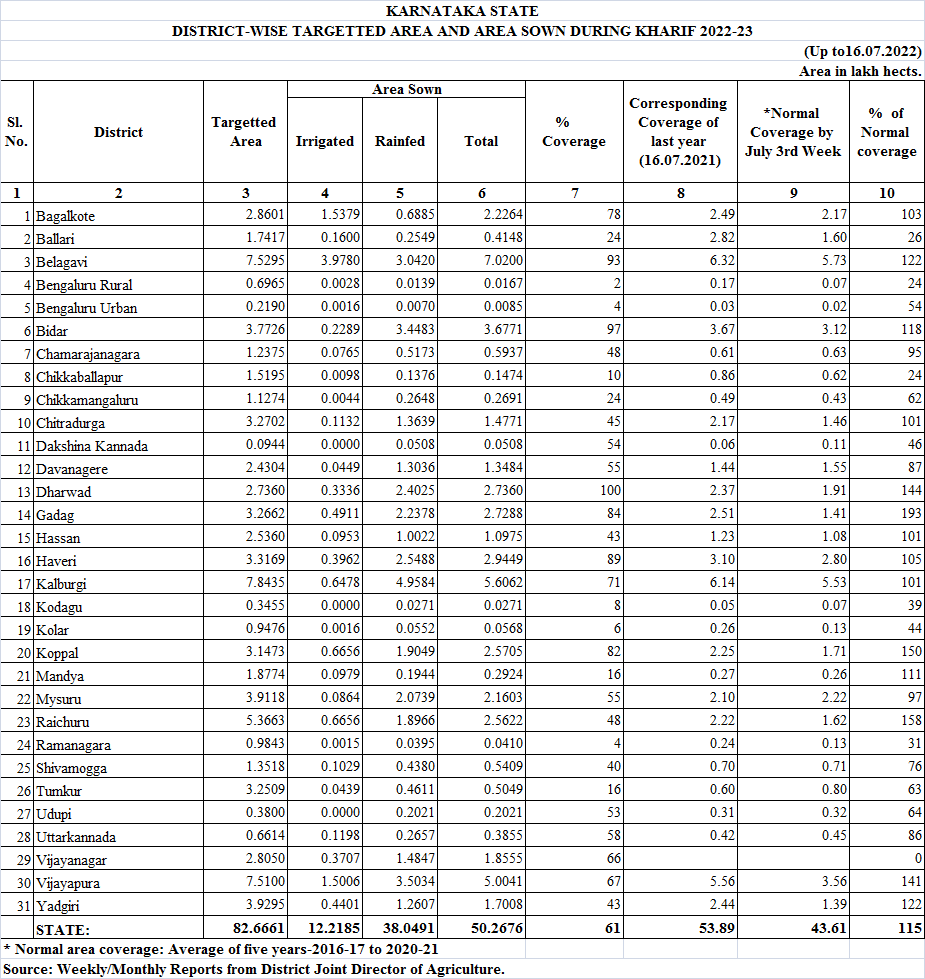 KARNATAKA STATE
DISTRICT-WISE TARGETTED AREA AND AREA SOWN DURING KHARIF 2022-23
(Up to16.07.2022)
Area in lakh hects.
Sl. No. District Targetted Area Area Sown Irrigated Rainfed Total % Coverage Corresponding Coverage of last year (16.07.2021) *Normal Coverage by July 3rd Week % of Normal coverage
1 2 3 4 5 6 7 8 9 10
1 Bagalkote 2.8601 1.5379 0.6885 2.2264 78 2.49 2.17 103
2 Ballari 1.7417 0.1600 0.2549 0.4148 24 2.82 1.60 26
3 Belagavi 7.5295 3.9780 3.0420 7.0200 93 6.32 5.73 122
4 Bengaluru Rural 0.6965 0.0028 0.0139 0.0167 2 0.17 0.07 24
5 Bengaluru Urban 0.2190 0.0016 0.0070 0.0085 4 0.03 0.02 54
6 Bidar 3.7726 0.2289 3.4483 3.6771 97 3.67 3.12 118
7 Chamarajanagara 1.2375 0.0765 0.5173 0.5937 48 0.61 0.63 95
8 Chikkaballapur 1.5195 0.0098 0.1376 0.1474 10 0.86 0.62 24
9 Chikkamangaluru 1.1274 0.0044 0.2648 0.2691 24 0.49 0.43 62
10 Chitradurga 3.2702 0.1132 1.3639 1.4771 45 2.17 1.46 101
11 Dakshina Kannada 0.0944 0.0000 0.0508 0.0508 54 0.06 0.11 46
12 Davanagere 2.4304 0.0449 1.3036 1.3484 55 1.44 1.55 87
13 Dharwad 2.7360 0.3336 2.4025 2.7360 100 2.37 1.91 144
14 Gadag 3.2662 0.4911 2.2378 2.7288 84 2.51 1.41 193
15 Hassan 2.5360 0.0953 1.0022 1.0975 43 1.23 1.08 101
16 Haveri 3.3169 0.3962 2.5488 2.9449 89 3.10 2.80 105
17 Kalburgi 7.8435 0.6478 4.9584 5.6062 71 6.14 5.53 101
18 Kodagu 0.3455 0.0000 0.0271 0.0271 8 0.05 0.07 39
19 Kolar 0.9476 0.0016 0.0552 0.0568 6 0.26 0.13 44
20 Koppal 3.1473 0.6656 1.9049 2.5705 82 2.25 1.71 150
21 Mandya 1.8774 0.0979 0.1944 0.2924 16 0.27 0.26 111
22 Mysuru 3.9118 0.0864 2.0739 2.1603 55 2.10 2.22 97
23 Raichuru 5.3663 0.6656 1.8966 2.5622 48 2.22 1.62 158
24 Ramanagara 0.9843 0.0015 0.0395 0.0410 4 0.24 0.13 31
25 Shivamogga 1.3518 0.1029 0.4380 0.5409 40 0.70 0.71 76
26 Tumkur 3.2509 0.0439 0.4611 0.5049 16 0.60 0.80 63
27 Udupi 0.3800 0.0000 0.2021 0.2021 53 0.31 0.32 64
28 Uttarkannada 0.6614 0.1198 0.2657 0.3855 58 0.42 0.45 86
29 Vijayanagar 2.8050 0.3707 1.4847 1.8555 66 0
30 Vijayapura 7.5100 1.5006 3.5034 5.0041 67 5.56 3.56 141
31 Yadgiri 3.9295 0.4401 1.2607 1.7008 43 2.44 1.39 122
STATE: 82.6661 12.2185 38.0491 50.2676 61 53.89 43.61 115
* Normal area coverage: Average of five years-2016-17 to 2020-21
Source: Weekly/Monthly Reports from District Joint Director of Agriculture.